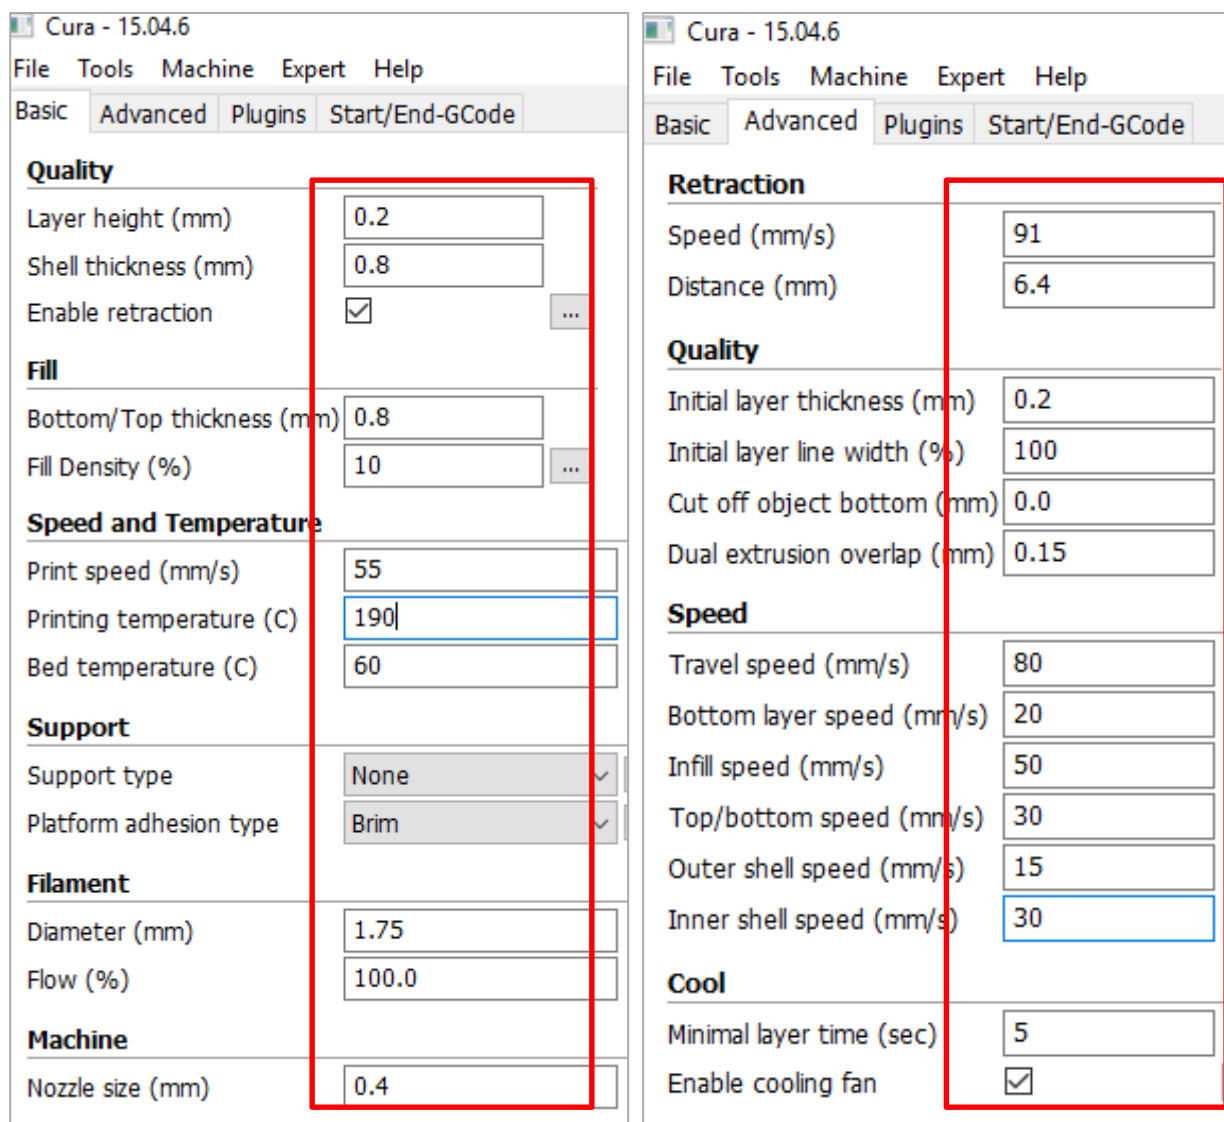 Cura - 15.04.6
File Tools Machine Expert Help
Basic Advanced Plugins Start/End-GCode
Quality
Layer height (mm) 0.2
Shell thickness (mm) 0.8
Enable retraction ...
Fill
Bottom/Top thickness (mm) 0.8
Fill Density (%) 10 ...
Speed and Temperature
Print speed (mm/s) 55
Printing temperature (C) 190
Bed temperature (C) 60
Support
Support type None
Platform adhesion type Brim
Filament
Diameter (mm) 1.75
Flow (%) 100.0
Machine
Nozzle size (mm) 0.4
Cura - 15.04.6
File Tools Machine Expert Help
Basic Advanced Plugins Start/End-GCode
Retraction
Speed (mm/s) 91
Distance (mm) 6.4
Quality
Initial layer thickness (mm) 0.2
Initial layer line width (%) 100
Cut off object bottom (mm) 0.0
Dual extrusion overlap (mm) 0.15
Speed
Travel speed (mm/s) 80
Bottom layer speed (mm/s) 20
Infill speed (mm/s) 50
Top/bottom speed (mm/s) 30
Outer shell speed (mm/s) 15
Inner shell speed (mm/s) 30
Cool
Minimal layer time (sec) 5
Enable cooling fan